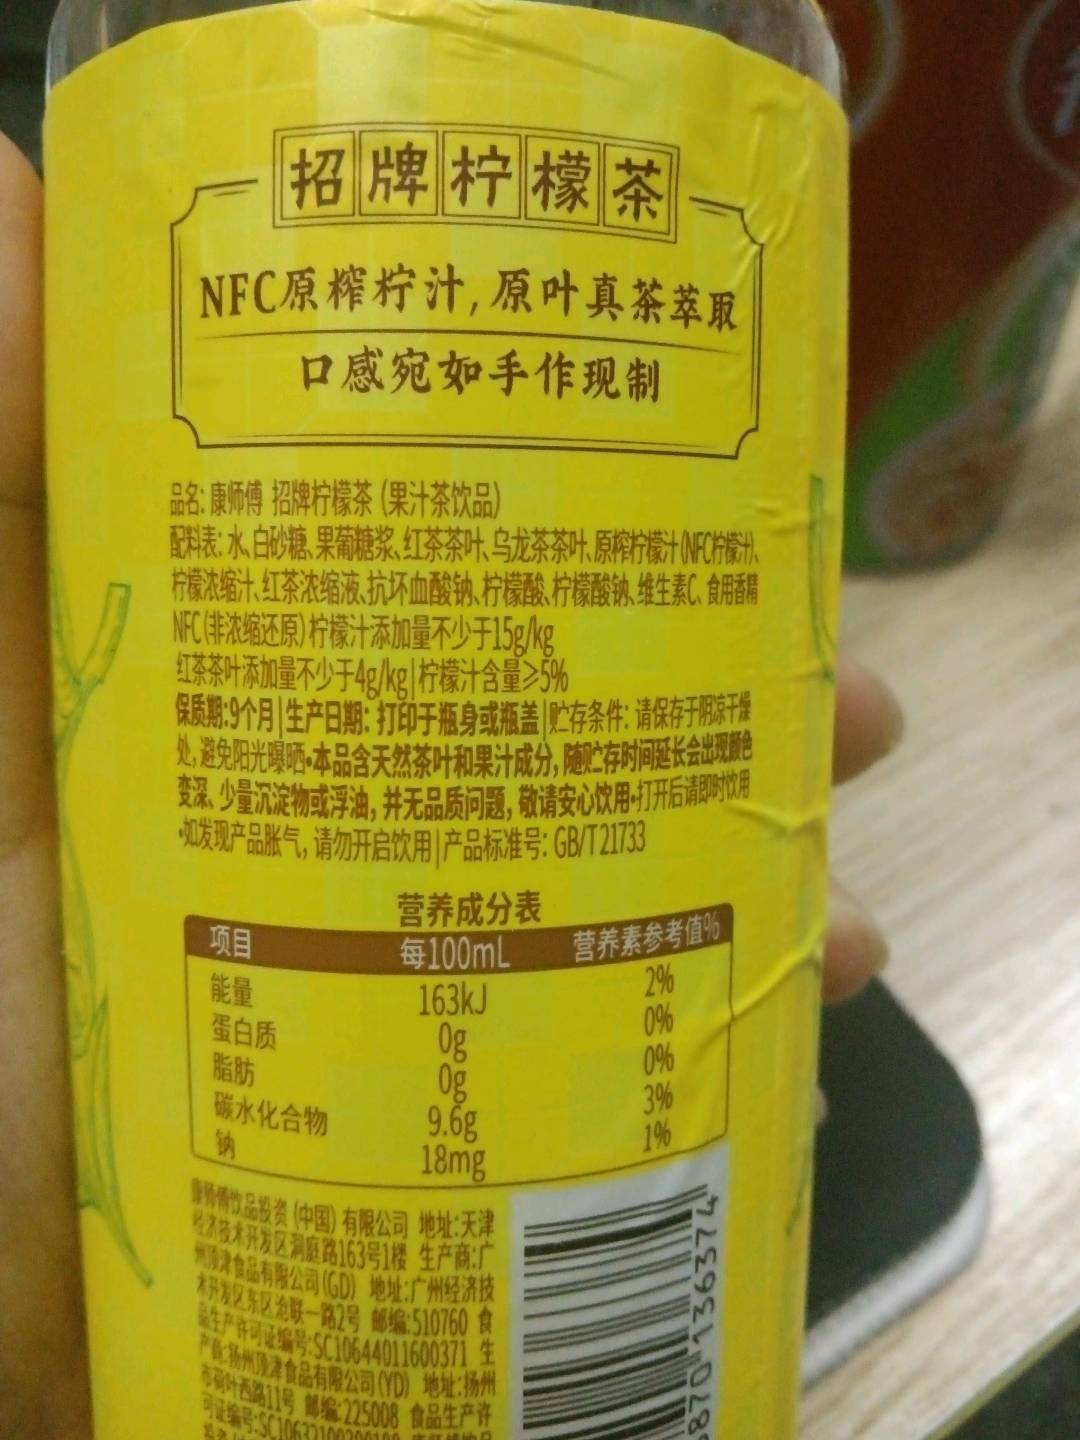 招牌柠檬茶
NFC原榨柠汁,原叶真茶萃取
口感宛如手作现制
品名: 康师傅 招牌柠檬茶 (果汁茶饮品)
配料表: 水、白砂糖、果葡糖浆、红茶茶叶、乌龙茶茶叶、原榨柠檬汁(NFC柠檬汁)、
柠檬浓缩汁、红茶浓缩液、抗坏血酸钠、柠檬酸、柠檬酸钠、维生素C、食用香精
NFC(非浓缩还原)柠檬汁添加量不少于15g/kg
红茶茶叶添加量不少于4g/kg|柠檬汁含量≥5%
保质期:9个月|生产日期: 打印于瓶身或瓶盖|贮存条件: 请保存于阴凉干燥
处, 避免阳光曝晒•本品含天然茶叶和果汁成分, 随贮存时间延长会出现颜色
变深、少量沉淀物或浮油, 并无品质问题, 敬请安心饮用•打开后请即时饮用
•如发现产品胀气, 请勿开启饮用|产品标准号: GB/T 21733
营养成分表
项目 每100mL 营养素参考值%
能量 163kJ 2%
蛋白质 0g 0%
脂肪 0g 0%
碳水化合物 9.6g 3%
钠 18mg 1%
康师傅饮品投资 (中国) 有限公司 地址:天津
经济技术开发区洞庭路163号1楼 生产商:广
州顶津食品有限公司(GD) 地址:广州经济技
术开发区东区沧联一路2号 邮编:510760 食
品生产许可证编号:SC10644011600371 生
产商:扬州顶津食品有限公司(YD) 地址:扬州
市荷叶西路11号 邮编:225008 食品生产许
可证编号:
870 136374